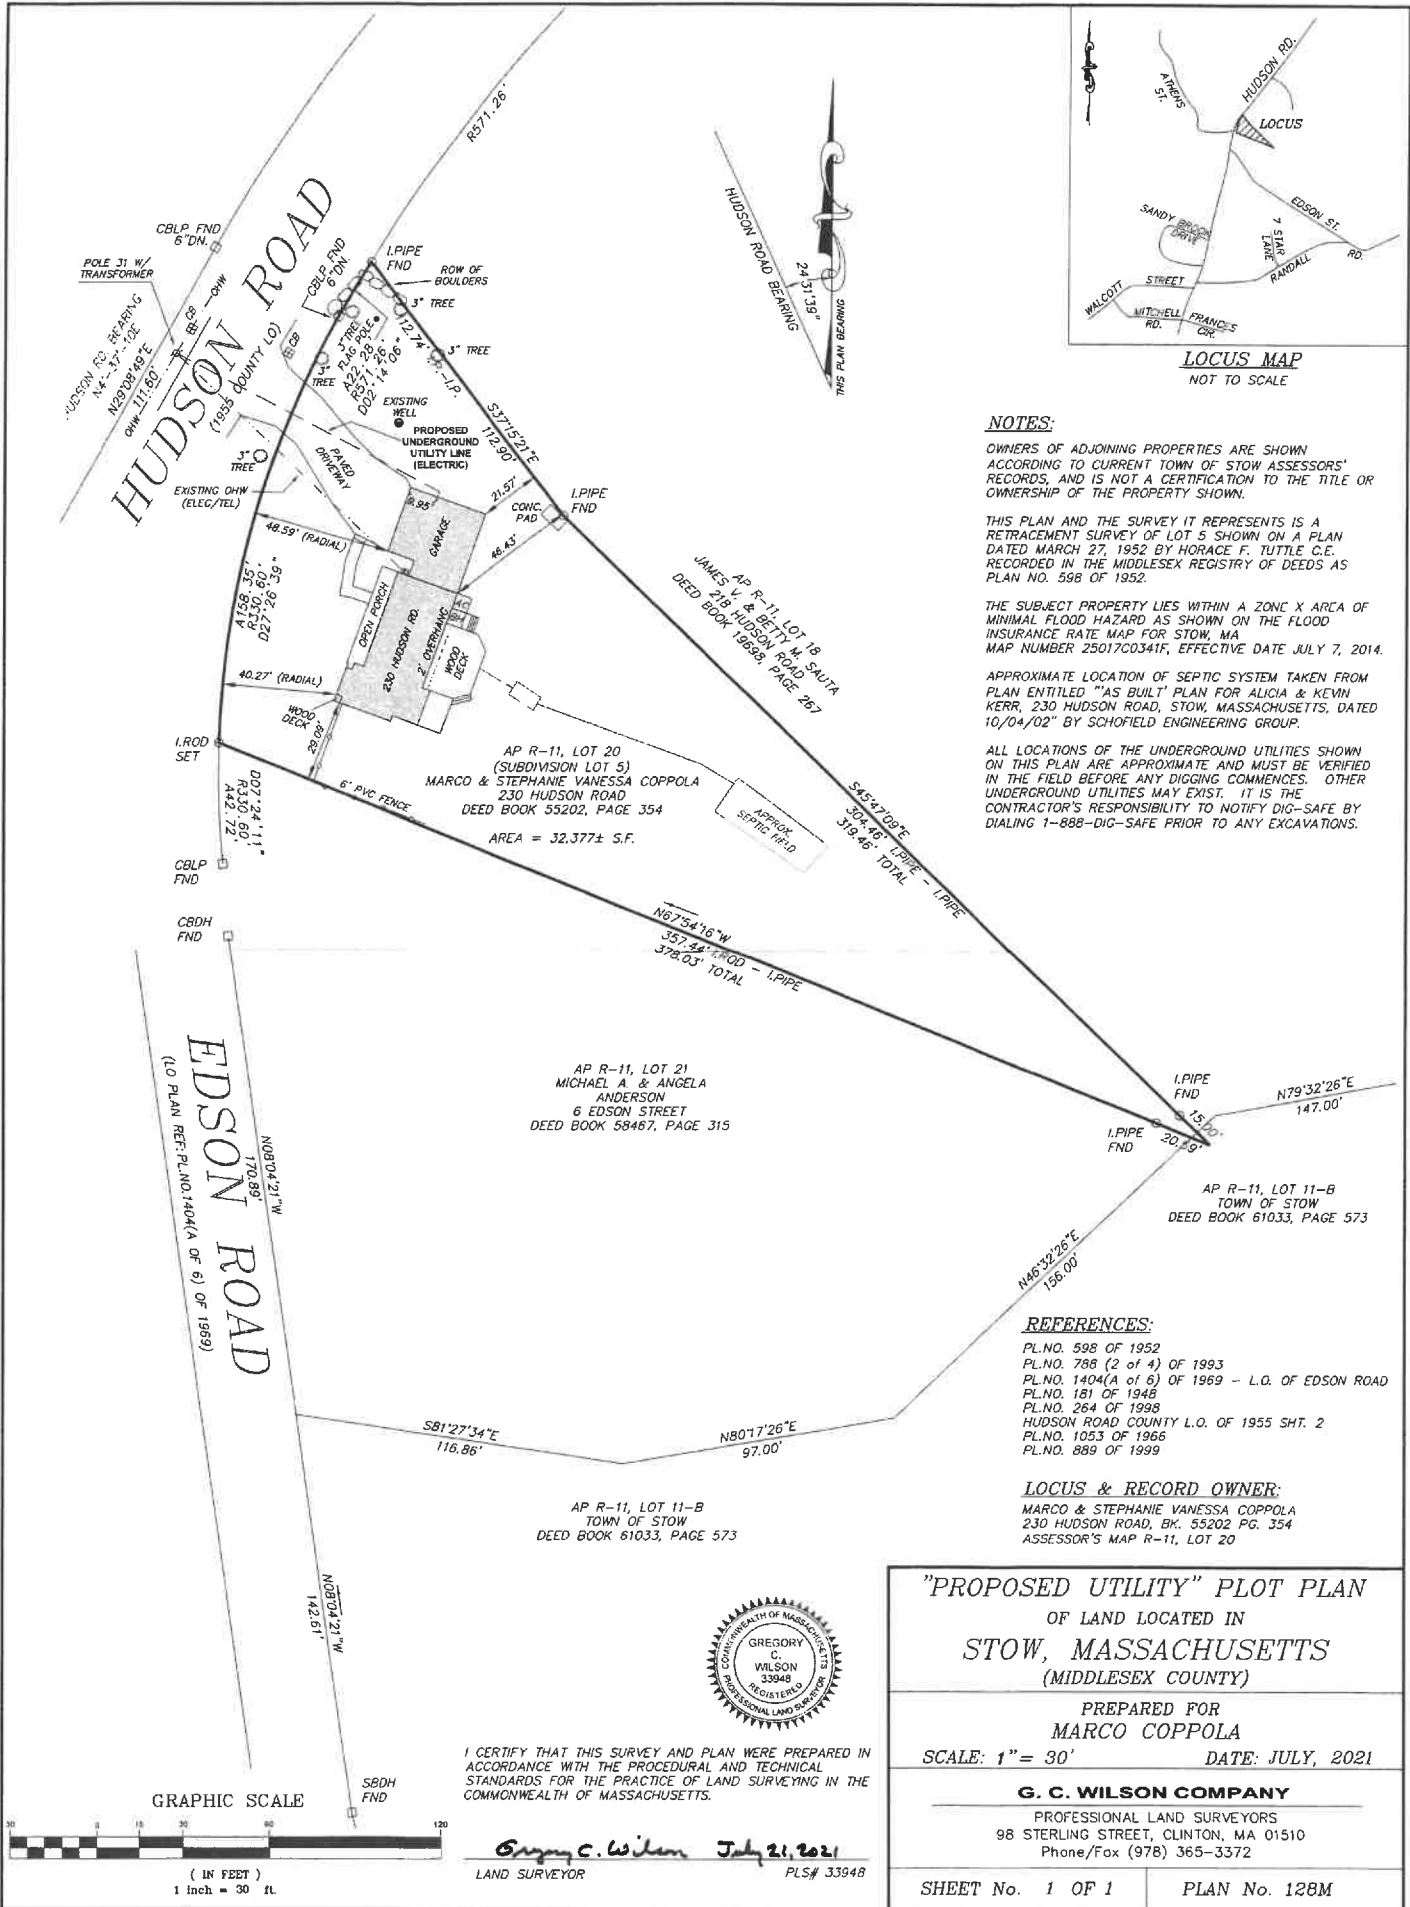 R571.26'
HUDSON ROAD
(1955 COUNTY LO)
CBLP FND
6"DN.
POLE 31 W/
TRANSFORMER
CB
OHW
N4°-37'-10E
N29°08'49"E
OHW 111.60'
CBLP FND
6"DN.
I.PIPE
FND
ROW OF
BOULDERS
3" TREE
3" TREE
CB
3" TREE
3"
TREE
FLAG POLE
A22.28'
R571.26'
D02°14'06"
112.74' I.P.-I.P.
S37°15'21"E
112.90'
EXISTING
WELL
PROPOSED
UNDERGROUND
UTILITY LINE
(ELECTRIC)
PAVED
DRIVEWAY
3"
TREE
EXISTING OHW
(ELEC/TEL)
9.95'
21.57'
CONC.
PAD
I.PIPE
FND
GARAGE
46.43'
48.59' (RADIAL)
A158.35'
R330.60'
D27°26'39"
OPEN PORCH
230 HUDSON RD.
2' OVERHANG
AC
BH
WOOD
DECK
40.27' (RADIAL)
WOOD
DECK
29.09'
I.ROD
SET
6' PVC FENCE
AP R-11, LOT 20
(SUBDIVISION LOT 5)
MARCO & STEPHANIE VANESSA COPPOLA
230 HUDSON ROAD
DEED BOOK 55202, PAGE 354
AREA = 32,377± S.F.
APPROX.
SEPTIC FIELD
AP R-11, LOT 18
JAMES V. & BETTY M. SAUTA
218 HUDSON ROAD
DEED BOOK 19698, PAGE 267
S45°47'09"E
304.46' I.PIPE - I.PIPE
319.46' TOTAL
N67°54'16"W
357.44' I.ROD - I.PIPE
378.03' TOTAL
D07°24'11"
R330.60'
A42.72'
CBLP
FND
CBDH
FND
EDSON ROAD
(LO PLAN REF:PL.NO.1404(A OF 6) OF 1969)
N08°04'21"W
170.89'
AP R-11, LOT 21
MICHAEL A. & ANGELA
ANDERSON
6 EDSON STREET
DEED BOOK 58467, PAGE 315
I.PIPE
FND
15.00'
I.PIPE
FND
20.59'
N79°32'26"E
147.00'
AP R-11, LOT 11-B
TOWN OF STOW
DEED BOOK 61033, PAGE 573
N46°32'26"E
156.00'
S81°27'34"E
116.86'
N80°17'26"E
97.00'
AP R-11, LOT 11-B
TOWN OF STOW
DEED BOOK 61033, PAGE 573
N08°04'21"W
142.61'
SBDH
FND
HUDSON ROAD BEARING
24°31'39"
THIS PLAN BEARING
ATHENS
ST.
HUDSON RD.
LOCUS
SANDY BROOK
DRIVE
EDSON ST.
7 STAR
LANE
RANDALL
RD.
WALCOTT
STREET
MITCHELL
RD.
FRANCES
CIR.
LOCUS MAP
NOT TO SCALE
NOTES:
OWNERS OF ADJOINING PROPERTIES ARE SHOWN
ACCORDING TO CURRENT TOWN OF STOW ASSESSORS'
RECORDS, AND IS NOT A CERTIFICATION TO THE TITLE OR
OWNERSHIP OF THE PROPERTY SHOWN.
THIS PLAN AND THE SURVEY IT REPRESENTS IS A
RETRACEMENT SURVEY OF LOT 5 SHOWN ON A PLAN
DATED MARCH 27, 1952 BY HORACE F. TUTTLE C.E.
RECORDED IN THE MIDDLESEX REGISTRY OF DEEDS AS
PLAN NO. 598 OF 1952.
THE SUBJECT PROPERTY LIES WITHIN A ZONE X AREA OF
MINIMAL FLOOD HAZARD AS SHOWN ON THE FLOOD
INSURANCE RATE MAP FOR STOW, MA
MAP NUMBER 25017C0341F, EFFECTIVE DATE JULY 7, 2014.
APPROXIMATE LOCATION OF SEPTIC SYSTEM TAKEN FROM
PLAN ENTITLED "'AS BUILT' PLAN FOR ALICIA & KEVIN
KERR, 230 HUDSON ROAD, STOW, MASSACHUSETTS, DATED
10/04/02" BY SCHOFIELD ENGINEERING GROUP.
ALL LOCATIONS OF THE UNDERGROUND UTILITIES SHOWN
ON THIS PLAN ARE APPROXIMATE AND MUST BE VERIFIED
IN THE FIELD BEFORE ANY DIGGING COMMENCES. OTHER
UNDERGROUND UTILITIES MAY EXIST. IT IS THE
CONTRACTOR'S RESPONSIBILITY TO NOTIFY DIG-SAFE BY
DIALING 1-888-DIG-SAFE PRIOR TO ANY EXCAVATIONS.
REFERENCES:
PL.NO. 598 OF 1952
PL.NO. 788 (2 of 4) OF 1993
PL.NO. 1404(A of 6) OF 1969 - L.O. OF EDSON ROAD
PL.NO. 181 OF 1948
PL.NO. 264 OF 1998
HUDSON ROAD COUNTY L.O. OF 1955 SHT. 2
PL.NO. 1053 OF 1966
PL.NO. 889 OF 1999
LOCUS & RECORD OWNER:
MARCO & STEPHANIE VANESSA COPPOLA
230 HUDSON ROAD, BK. 55202 PG. 354
ASSESSOR'S MAP R-11, LOT 20
"PROPOSED UTILITY" PLOT PLAN
OF LAND LOCATED IN
STOW, MASSACHUSETTS
(MIDDLESEX COUNTY)
PREPARED FOR
MARCO COPPOLA
SCALE: 1"= 30' DATE: JULY, 2021
G. C. WILSON COMPANY
PROFESSIONAL LAND SURVEYORS
98 STERLING STREET, CLINTON, MA 01510
Phone/Fax (978) 365-3372
SHEET No. 1 OF 1 PLAN No. 128M
COMMONWEALTH OF MASSACHUSETTS
GREGORY
C.
WILSON
33948
REGISTERED
PROFESSIONAL LAND SURVEYOR
I CERTIFY THAT THIS SURVEY AND PLAN WERE PREPARED IN
ACCORDANCE WITH THE PROCEDURAL AND TECHNICAL
STANDARDS FOR THE PRACTICE OF LAND SURVEYING IN THE
COMMONWEALTH OF MASSACHUSETTS.
Gregory C. Wilson July 21, 2021
LAND SURVEYOR PLS# 33948
GRAPHIC SCALE
30 0 15 30 60 120
( IN FEET )
1 inch = 30 ft.